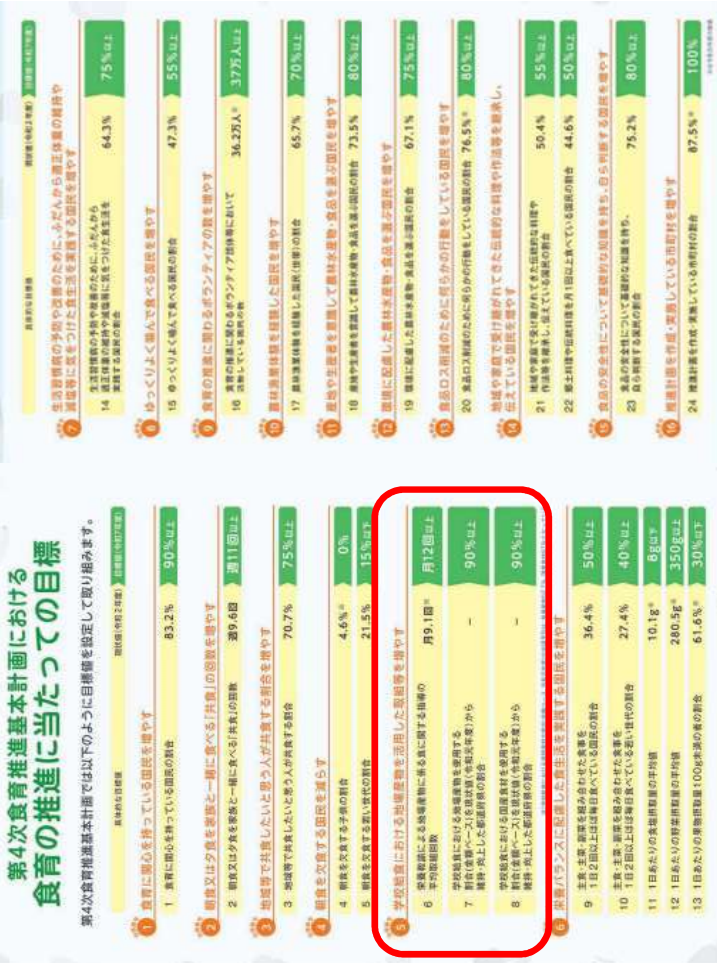 第4次食育推進基本計画における
食育の推進に当たっての目標
第4次食育推進基本計画では以下のように目標値を設定して取り組みます。
具体的な目標値 現状値(令和2年度) 目標値(令和7年度)
1 食育に関心を持っている国民を増やす
1 食育に関心を持っている国民の割合 83.2% 90%以上
2 朝食又は夕食を家族と一緒に食べる「共食」の回数を増やす
2 朝食又は夕食を家族と一緒に食べる「共食」の回数 週9.6回 週11回以上
3 地域等で共食したいと思う人が共食する割合を増やす
3 地域等で共食したいと思う人が共食する割合 70.7% 75%以上
4 朝食を欠食する国民を減らす
4 朝食を欠食する子供の割合 4.6%※ 0%
5 朝食を欠食する若い世代の割合 21.5% 15%以下
5 学校給食における地場産物を活用した取組等を増やす
6 栄養教諭による地場産物に係る食に関する指導の
平均取組回数 月9.1回※ 月12回以上
7 学校給食における地場産物を使用する
割合(金額ベース)を現状値(令和元年度)から
維持・向上した都道府県の割合 － 90%以上
8 学校給食における国産食材を使用する
割合(金額ベース)を現状値(令和元年度)から
維持・向上した都道府県の割合 － 90%以上
6 栄養バランスに配慮した食生活を実践する国民を増やす
9 主食・主菜・副菜を組み合わせた食事を
1日2回以上ほぼ毎日食べている国民の割合 36.4% 50%以上
10 主食・主菜・副菜を組み合わせた食事を
1日2回以上ほぼ毎日食べている若い世代の割合 27.4% 40%以上
11 1日あたりの食塩摂取量の平均値 10.1g※ 8g以下
12 1日あたりの野菜摂取量の平均値 280.5g※ 350g以上
13 1日あたりの果物摂取量100g未満の者の割合 61.6%※ 30%以下
具体的な目標値 現状値(令和2年度) 目標値(令和7年度)
7 生活習慣病の予防や改善のために、ふだんから適正体重の維持や
減塩等に気をつけた食生活を実践する国民を増やす
14 生活習慣病の予防や改善のために、ふだんから
適正体重の維持や減塩等に気をつけた食生活を
実践する国民の割合 64.3% 75%以上
8 ゆっくりよく噛んで食べる国民を増やす
15 ゆっくりよく噛んで食べる国民の割合 47.3% 55%以上
9 食育の推進に関わるボランティアの数を増やす
16 食育の推進に関わるボランティア団体等において
活動している国民の数 36.2万人※ 37万人以上
10 農林漁業体験を経験した国民を増やす
17 農林漁業体験を経験した国民(世帯)の割合 65.7% 70%以上
11 産地や生産者を意識して農林水産物・食品を選ぶ国民を増やす
18 産地や生産者を意識して農林水産物・食品を選ぶ国民の割合 73.5% 80%以上
12 環境に配慮した農林水産物・食品を選ぶ国民を増やす
19 環境に配慮した農林水産物・食品を選ぶ国民の割合 67.1% 75%以上
13 食品ロス削減のために何らかの行動をしている国民を増やす
20 食品ロス削減のために何らかの行動をしている国民の割合 76.5%※ 80%以上
14 地域や家庭で受け継がれてきた伝統的な料理や作法等を継承し、
伝えている国民を増やす
21 地域や家庭で受け継がれてきた伝統的な料理や
作法等を継承し、伝えている国民の割合 50.4% 55%以上
22 郷土料理や伝統料理を月1回以上食べている国民の割合 44.6% 50%以上
15 食品の安全性について基礎的な知識を持ち、自ら判断する国民を増やす
23 食品の安全性について基礎的な知識を持ち、
自ら判断する国民の割合 75.2% 80%以上
16 推進計画を作成・実施している市町村を増やす
24 推進計画を作成・実施している市町村の割合 87.5%※ 100%